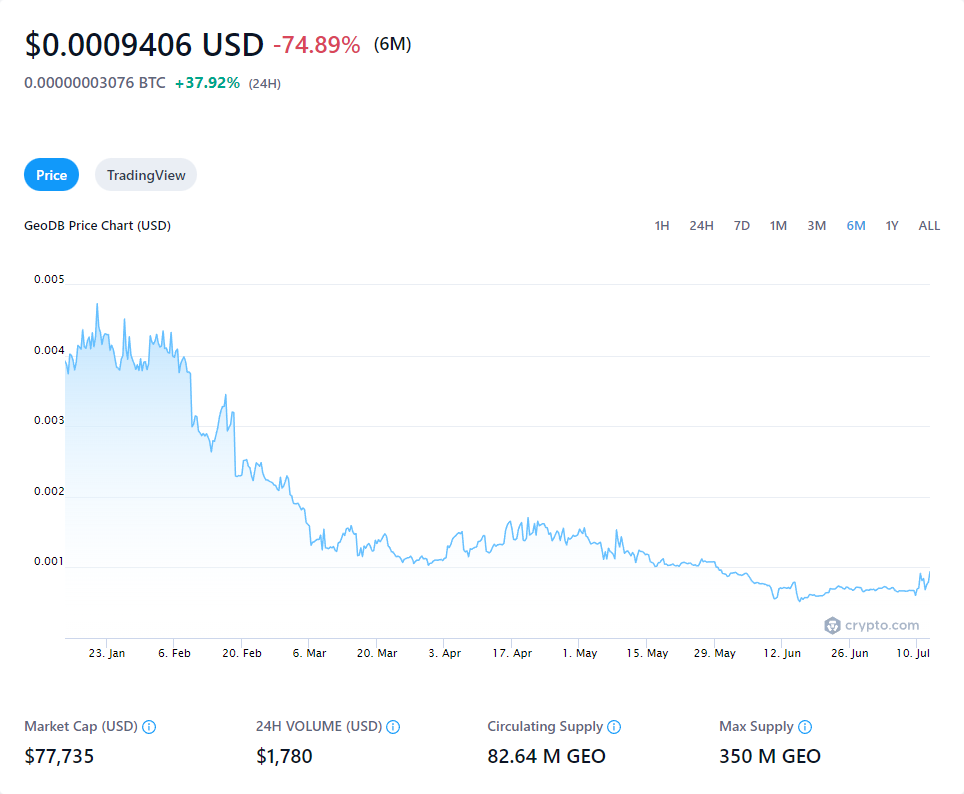 $0.0009406 USD -74.89% (6M)
0.00000003076 BTC +37.92% (24H)
Price TradingView
GeoDB Price Chart (USD) 1H 24H 7D 1M 3M 6M 1Y ALL
0.005
0.004
0.003
0.002
0.001
crypto.com
23. Jan 6. Feb 20. Feb 6. Mar 20. Mar 3. Apr 17. Apr 1. May 15. May 29. May 12. Jun 26. Jun 10. Jul
Market Cap (USD) 24H VOLUME (USD) Circulating Supply Max Supply
$77,735 $1,780 82.64 M GEO 350 M GEO